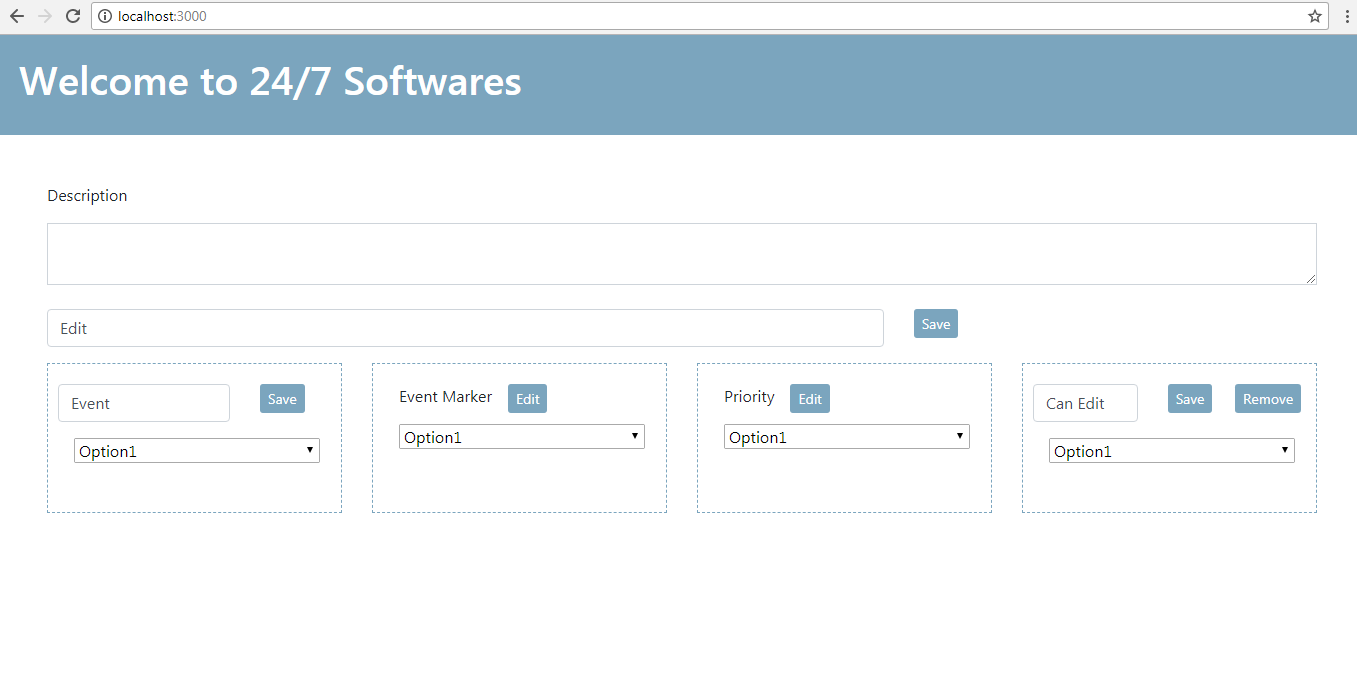 localhost:3000
Welcome to 24/7 Softwares
Description
Edit Save
Event Save Event Marker Edit Priority Edit Can Edit Save Remove
Option1 Option1 Option1 Option1